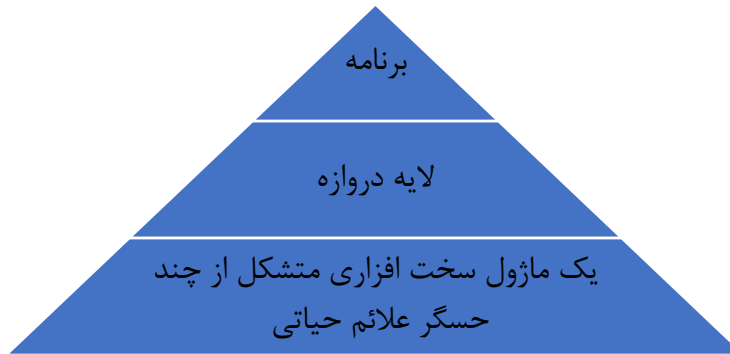 برنامه
لایه دروازه
یک ماژول سخت افزاری متشکل از چند
حسگر علائم حیاتی